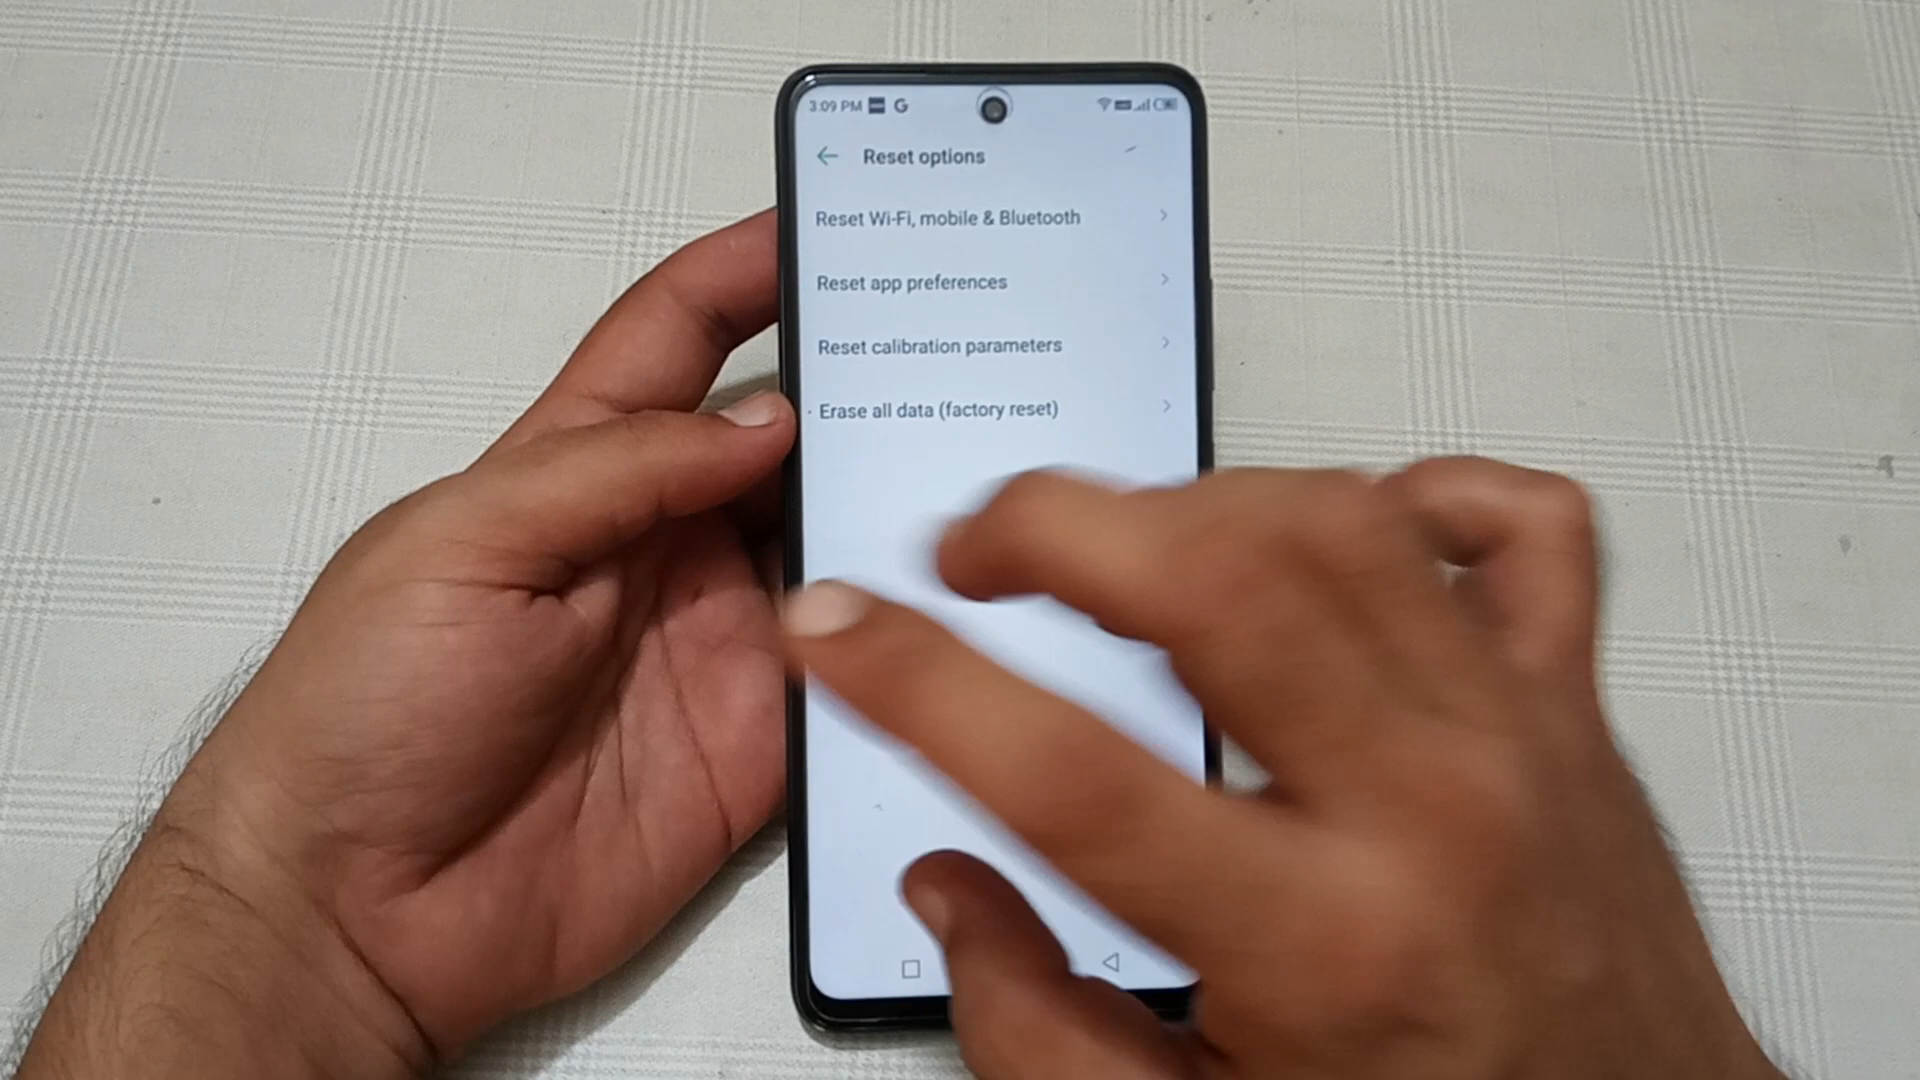 3:09 PM G
Reset options
Reset Wi-Fi, mobile & Bluetooth
Reset app preferences
Reset calibration parameters
Erase all data (factory reset)